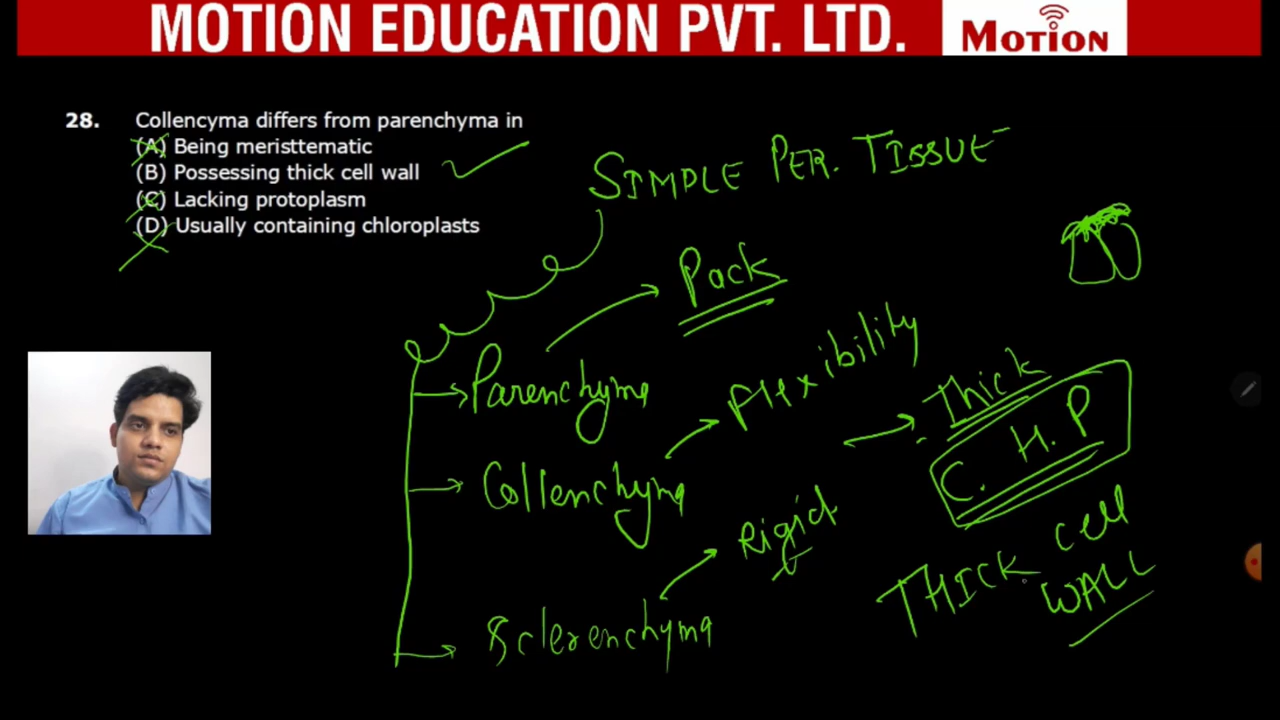 MOTION EDUCATION PVT. LTD.
MOTION
28. Collencyma differs from parenchyma in
(A) Being meristtematic
(B) Possessing thick cell wall
(C) Lacking protoplasm
(D) Usually containing chloroplasts
SIMPLE PER. TISSUE
Pack
Parenchyma
Flexibility
Thick
C. H. P
Collenchyma
Rigid
THICK cell
WALL
Sclerenchyma